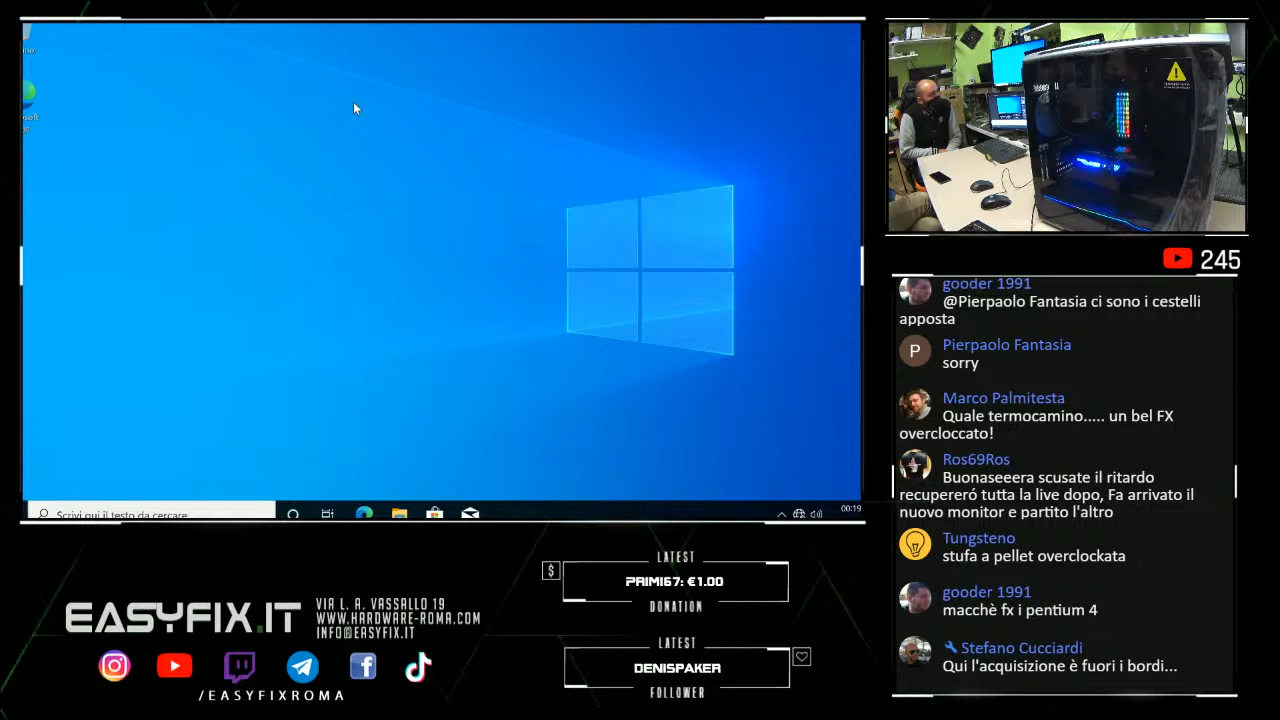 Scrivi qui il testo da cercare
00:19
245
gooder 1991
@Pierpaolo Fantasia ci sono i cestelli
apposta
P
Pierpaolo Fantasia
sorry
Marco Palmitesta
Quale termocamino..... un bel FX
overcloccato!
Ros69Ros
Buonaseeera scusate il ritardo
recupereró tutta la live dopo, Fa arrivato il
nuovo monitor e partito l'altro
Tungsteno
stufa a pellet overclockata
gooder 1991
macchè fx i pentium 4
Stefano Cucciardi
Qui l'acquisizione è fuori i bordi...
LATEST
$
PRIMI67: €1.00
DONATION
LATEST
DENISPAKER
FOLLOWER
EASYFIX.IT
VIA L. A. VASSALLO 19
WWW.HARDWARE-ROMA.COM
INFO@EASYFIX.IT
/EASYFIXROMA